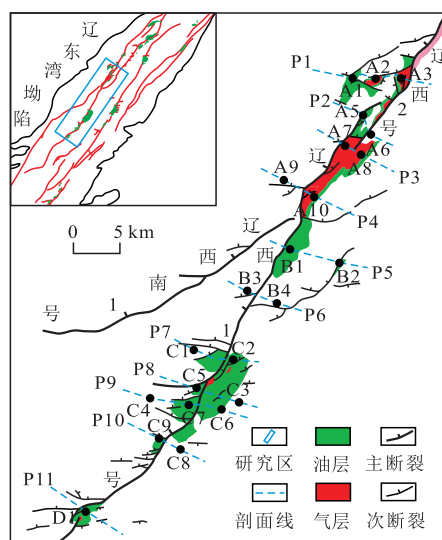 辽
东
湾
坳
陷
0 5 km
P1
A1
A2
A3
辽
西
2
号
P2
A5
A6
A7
A8
辽
P3
A9
A10
P4
西
辽
西
南
1
号
B1
B2
P5
B3
B4
P6
1
P7
C1
C2
P8
C5
P9
C3
C4
C6
P10
C9
C8
号
P11
D1
研究区
油层
主断裂
剖面线
气层
次断裂